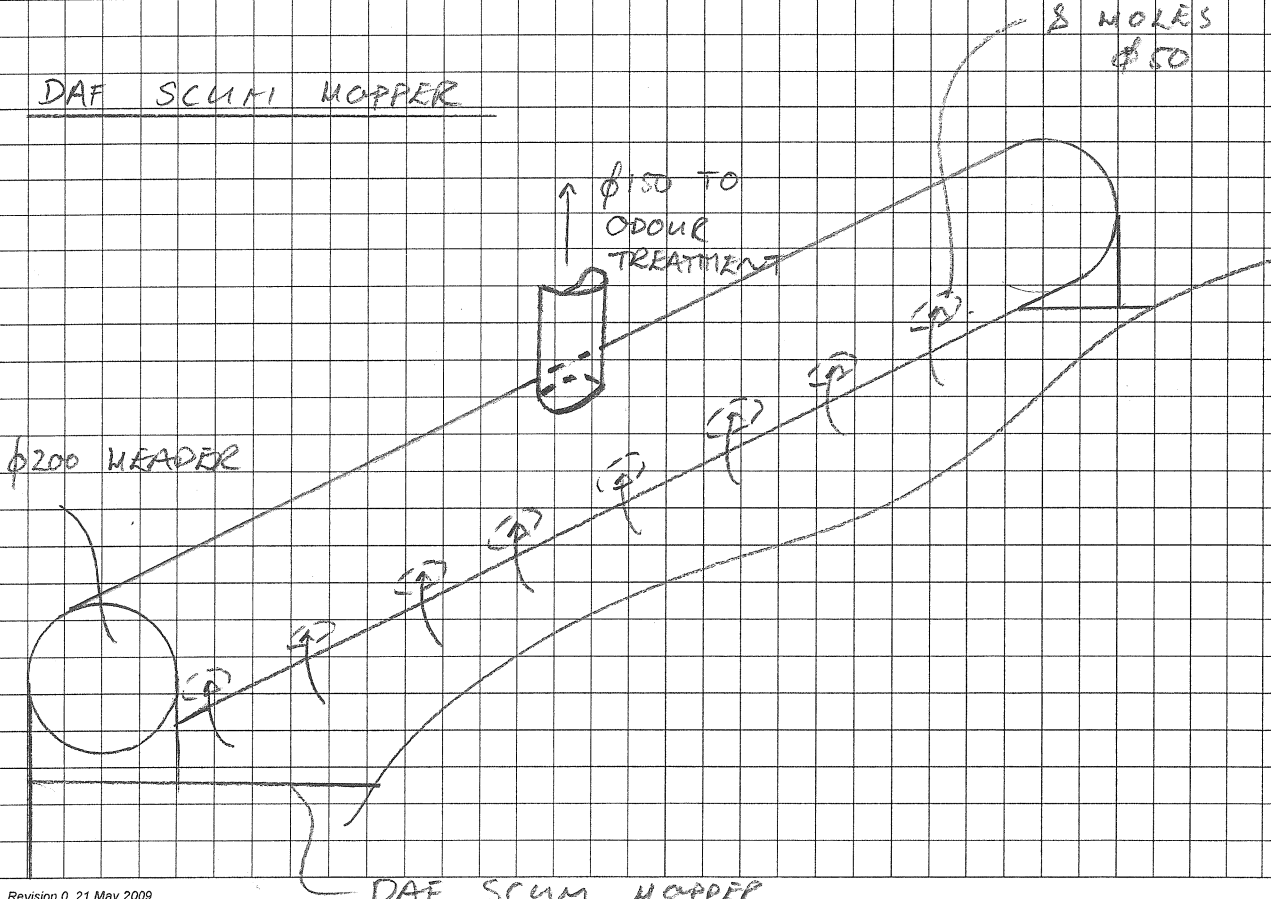 8 HOLES
ϕ50
DAF SCUM HOPPER
ϕ150 TO
ODOUR
TREATMENT
ϕ200 HEADER
DAF SCUM HOPPER
Revision 0, 21 May 2009